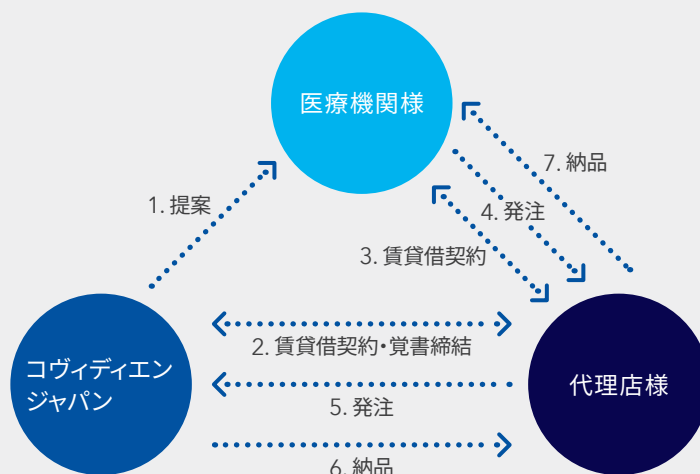 医療機関様
7. 納品
1. 提案
4. 発注
3. 賃貸借契約
2. 賃貸借契約・覚書締結
コヴィディエン
ジャパン
代理店様
5. 発注
6. 納品